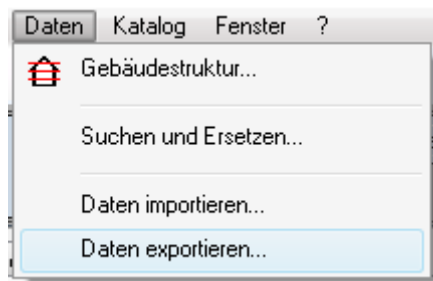 Daten Katalog Fenster ?
Gebäudestruktur...
Suchen und Ersetzen...
Daten importieren...
Daten exportieren...